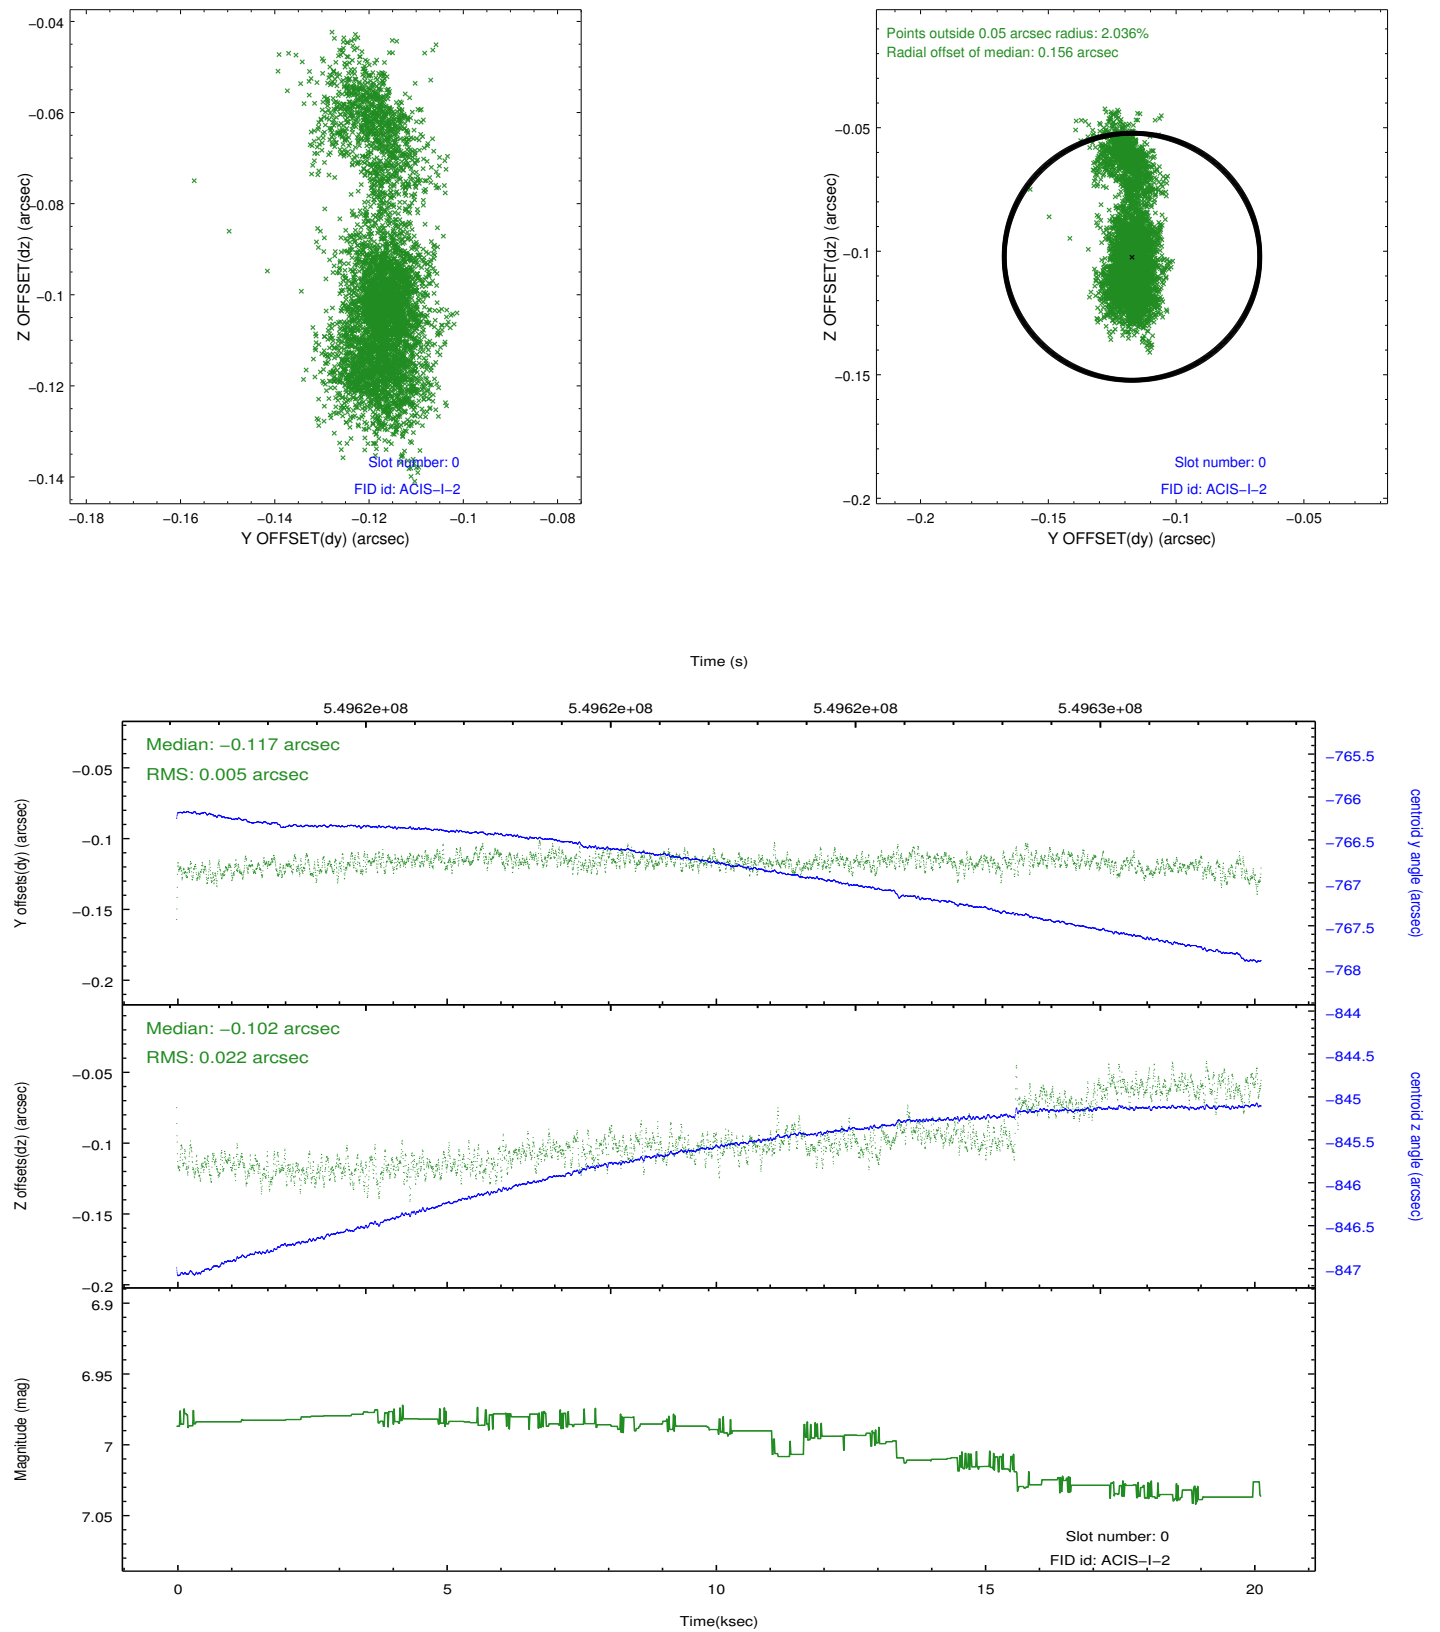 −0.04
−0.06
−0.08
−0.1
−0.12
−0.14
Z OFFSET(dz) (arcsec)
Slot number: 0
FID id: ACIS−I−2
−0.18
−0.16
−0.14
−0.12
−0.1
−0.08
Y OFFSET(dy) (arcsec)
Points outside 0.05 arcsec radius: 2.036%
Radial offset of median: 0.156 arcsec
−0.05
−0.1
−0.15
−0.2
Z OFFSET(dz) (arcsec)
Slot number: 0
FID id: ACIS−I−2
−0.2
−0.15
−0.1
−0.05
Y OFFSET(dy) (arcsec)
Time (s)
5.4962e+08
5.4962e+08
5.4962e+08
5.4963e+08
Median: −0.117 arcsec
RMS: 0.005 arcsec
−0.05
−0.1
−0.15
−0.2
Y offsets(dy) (arcsec)
−765.5
−766
−766.5
−767
−767.5
−768
centroid y angle (arcsec)
Median: −0.102 arcsec
RMS: 0.022 arcsec
−0.05
−0.1
−0.15
−0.2
Z offsets(dz) (arcsec)
−844
−844.5
−845
−845.5
−846
−846.5
−847
centroid z angle (arcsec)
6.9
6.95
7
7.05
Magnitude (mag)
Slot number: 0
FID id: ACIS−I−2
0
5
10
15
20
Time(ksec)